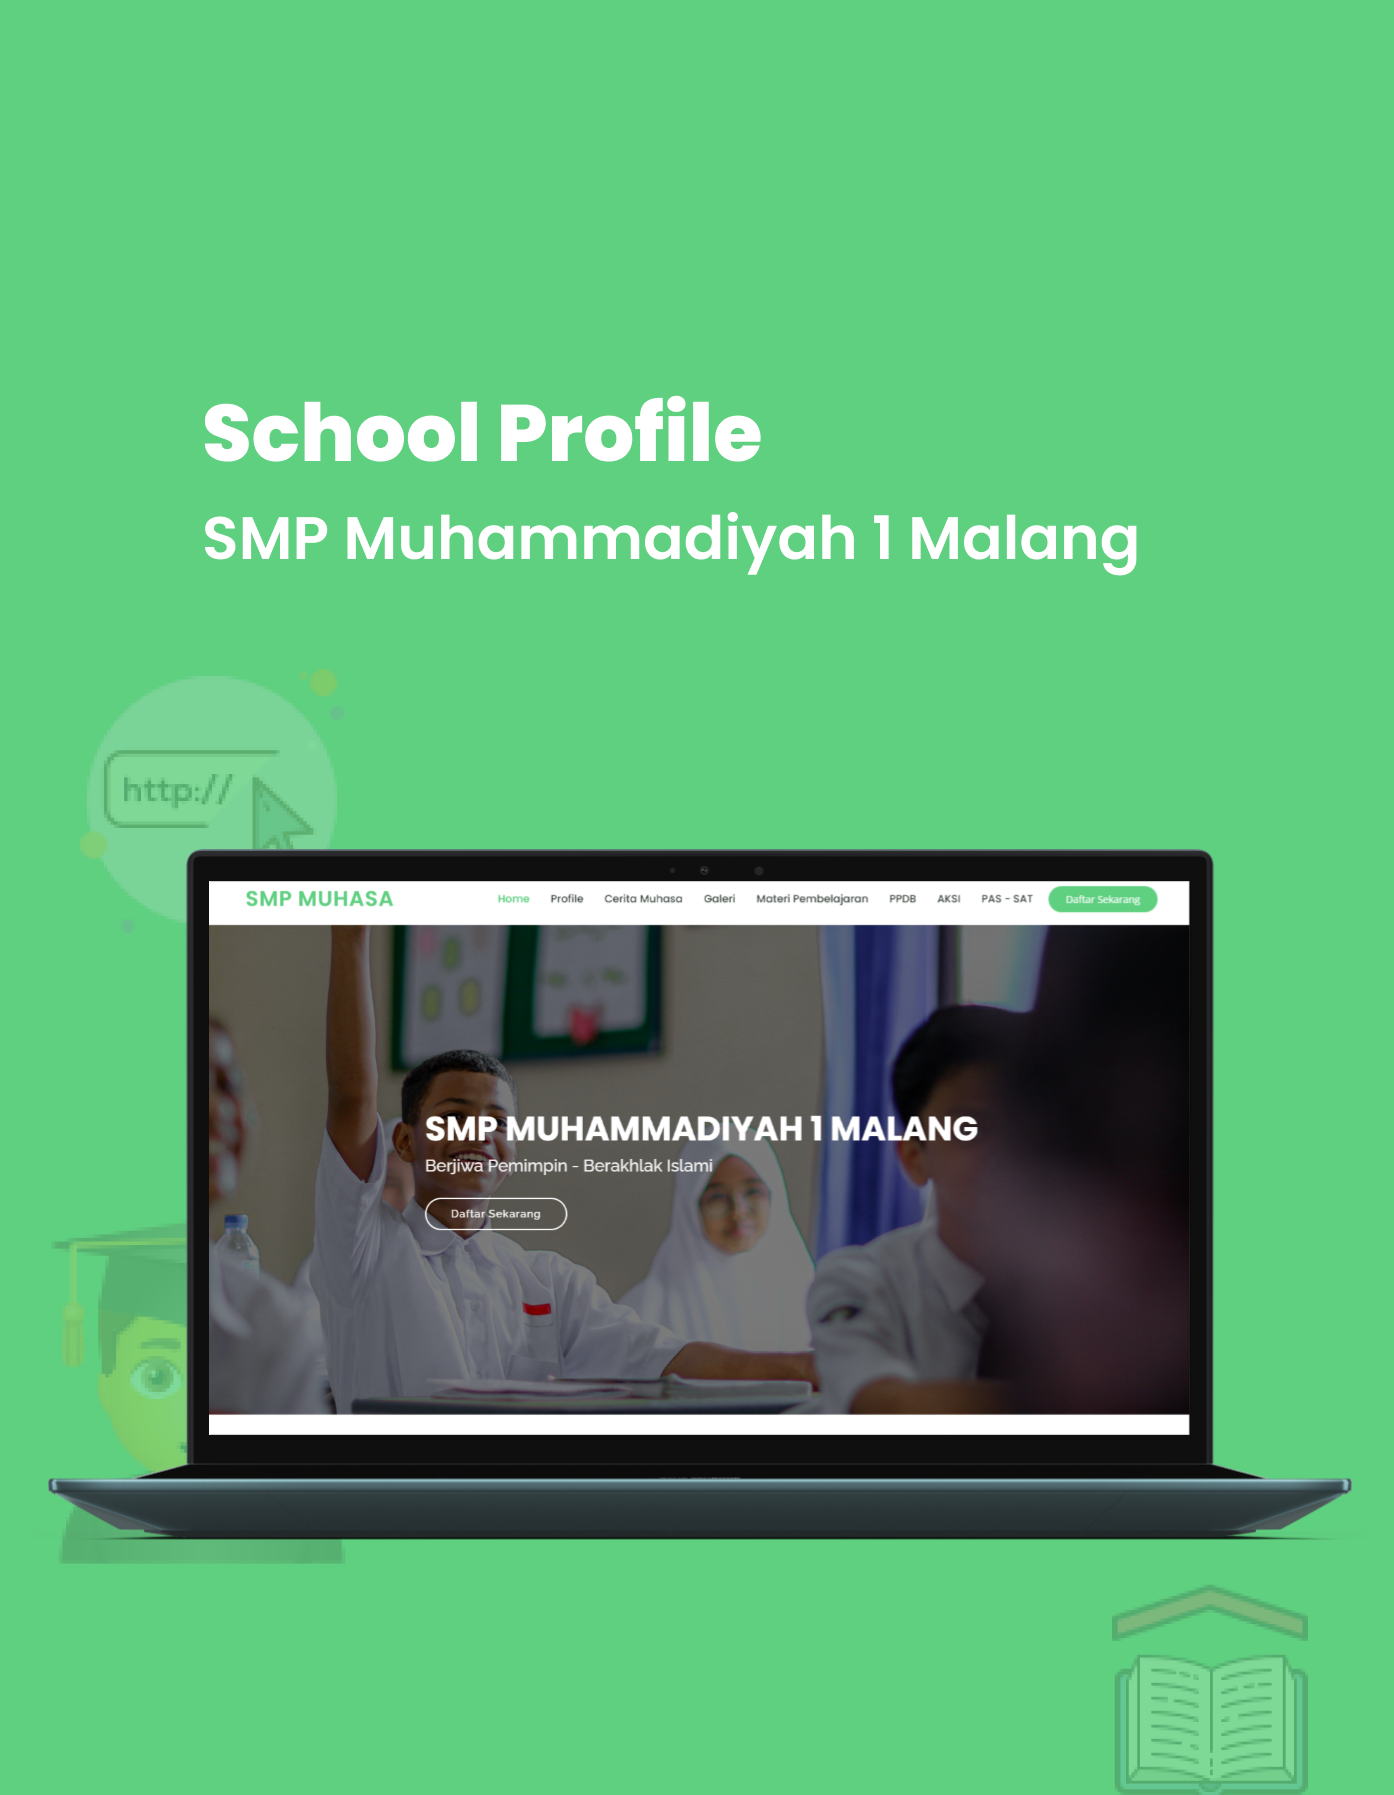 School Profile
SMP Muhammadiyah 1 Malang
http://
SMP MUHASA
Home Profile Cerita Muhasa Galeri Materi Pembelajaran PPDB AKSI PAS - SAT Daftar Sekarang
SMP MUHAMMADIYAH 1 MALANG
Berjiwa Pemimpin - Berakhlak Islami
Daftar Sekarang